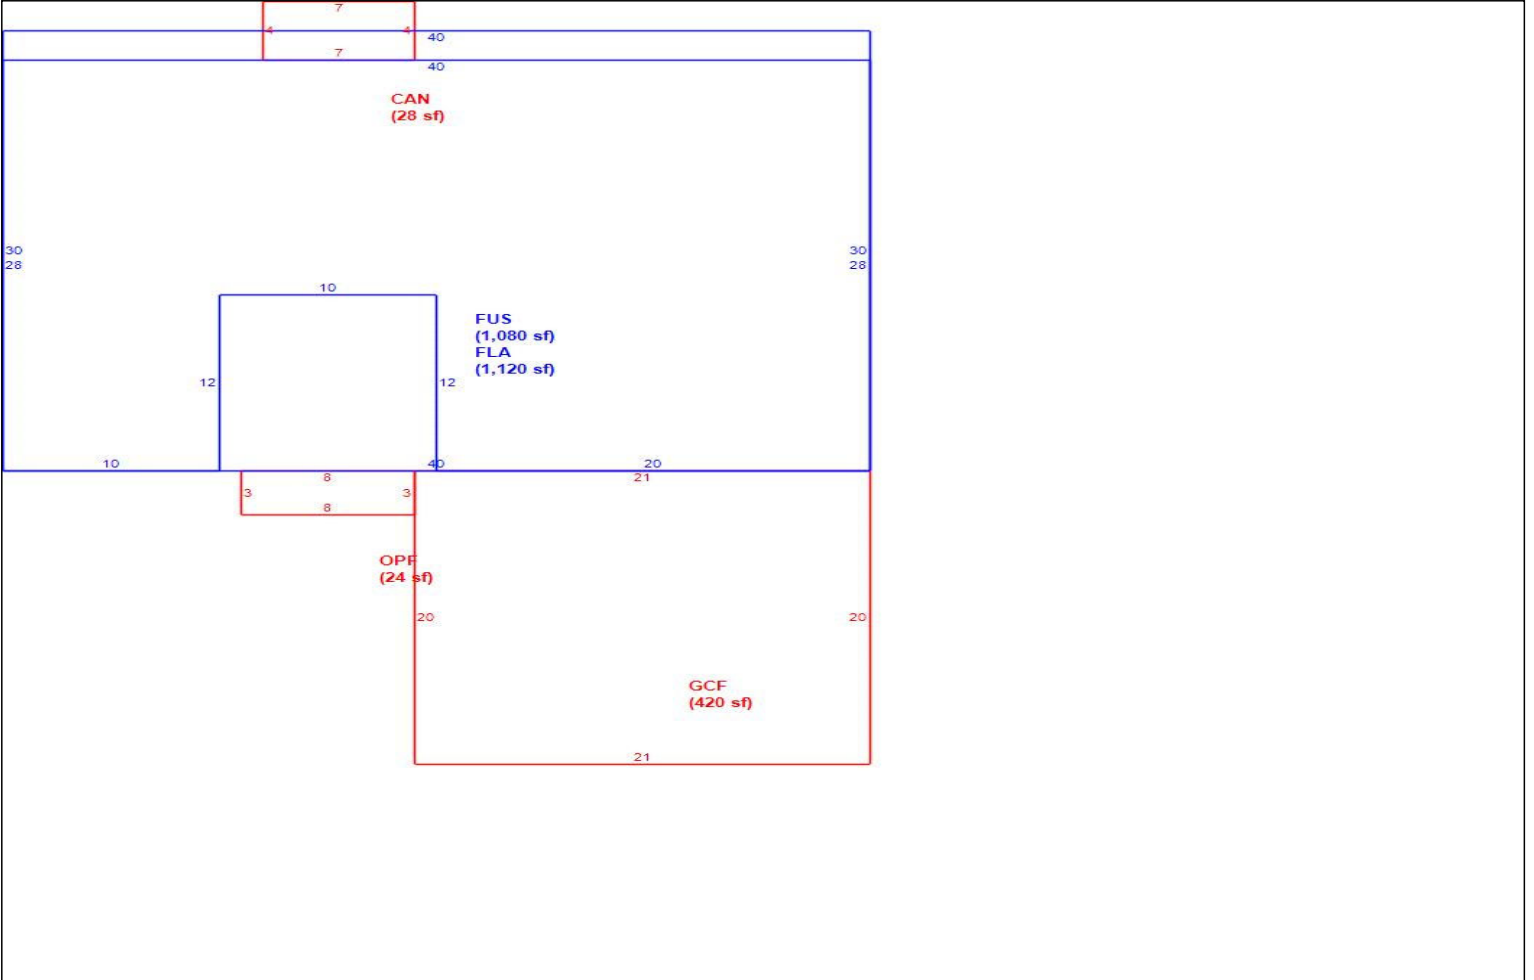 7
4 4
40
7
40
CAN
(28 sf)
30 30
28 28
10
FUS
(1,080 sf)
FLA
(1,120 sf)
12 12
10 40 20
8 21
3 3
8
OPF
(24 sf)
20 20
GCF
(420 sf)
21